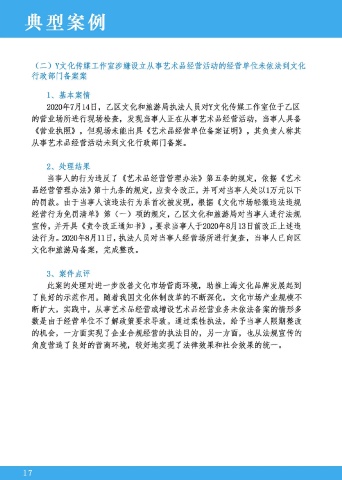 典型案例
（二）Y文化传媒工作室涉嫌设立从事艺术品经营活动的经营单位未依法到文化
行政部门备案案
1、基本案情
2020年7月14日，乙区文化和旅游局执法人员对Y文化传媒工作室位于乙区
的营业场所进行现场检查，发现当事人正在从事艺术品经营活动，当事人具备
《营业执照》，但现场未能出具《艺术品经营单位备案证明》，其负责人称其
从事艺术品经营活动未到文化行政部门备案。
2、处理结果
当事人的行为违反了《艺术品经营管理办法》第五条的规定，依据《艺术
品经营管理办法》第十九条的规定，应责令改正，并可对当事人处以1万元以下
的罚款。由于当事人该违法行为系首次被发现，根据《文化市场轻微违法违规
经营行为免罚清单》第（一）项的规定，乙区文化和旅游局对当事人进行法规
宣传，并开具《责令改正通知书》，要求当事人于2020年8月13日前改正上述违
法行为。2020年8月11日，执法人员对当事人经营场所进行复查，当事人已向区
文化和旅游局备案，完成整改。
3、案件点评
此案的处理对进一步改善文化市场营商环境，助推上海文化品牌发展起到
了良好的示范作用。随着我国文化体制改革的不断深化，文化市场产业规模不
断扩大。实践中，从事艺术品经营或增设艺术品经营业务未依法备案的情形多
数是由于经营单位不了解政策要求导致。通过柔性执法，给予当事人限期整改
的机会，一方面实现了企业合规经营的执法目的，另一方面，也从法规宣传的
角度营造了良好的营商环境，较好地实现了法律效果和社会效果的统一。
17